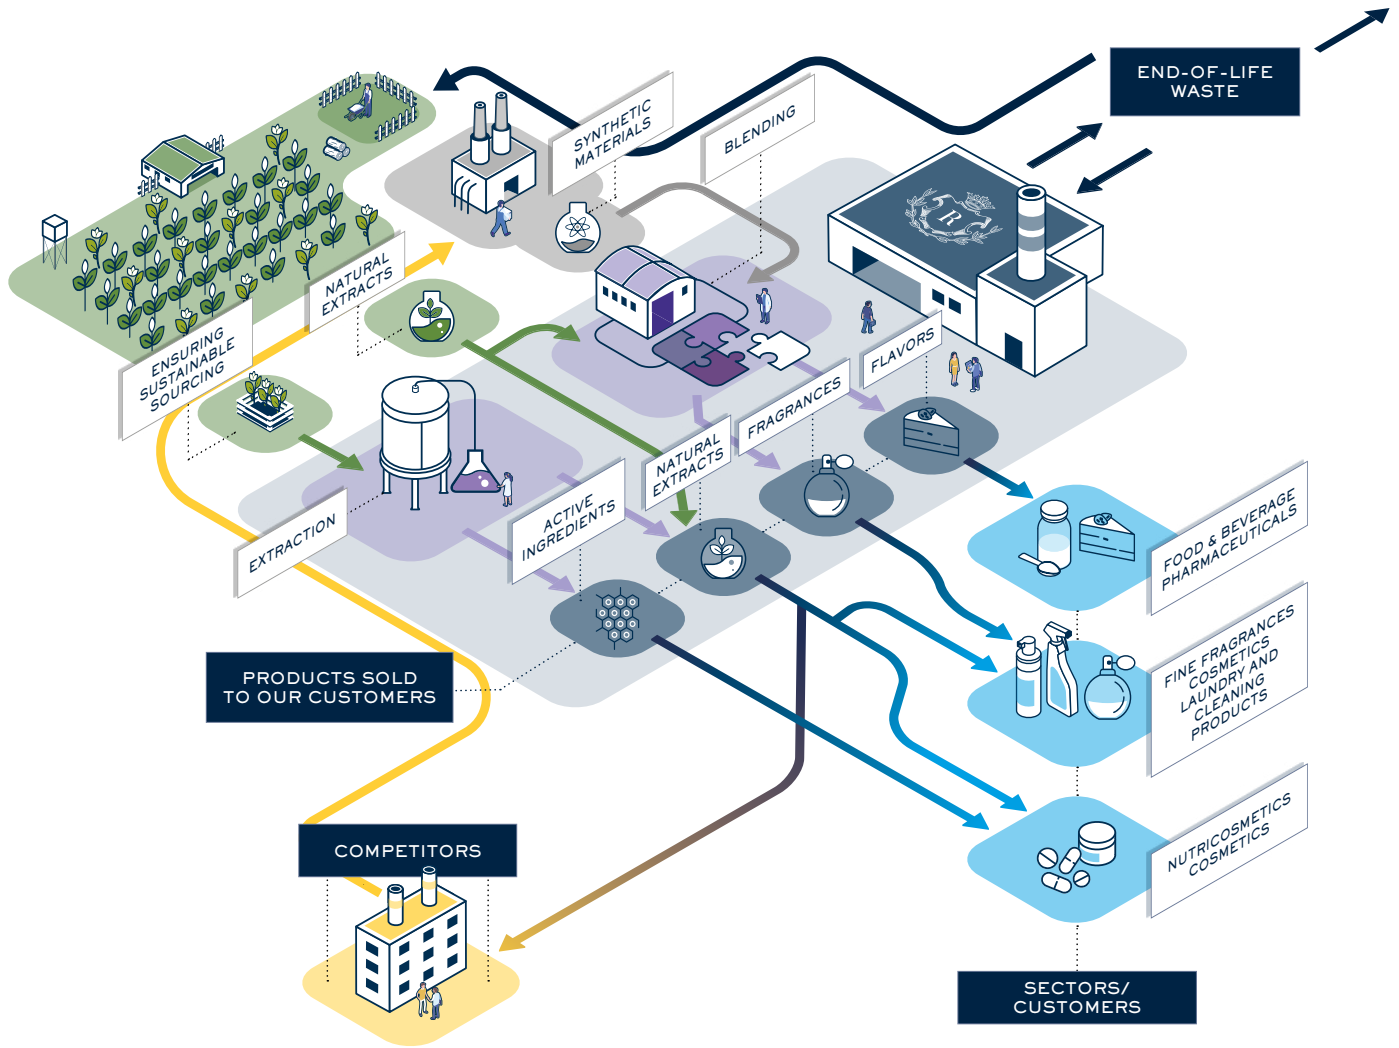 END-OF-LIFE
WASTE
SYNTHETIC
MATERIALS
BLENDING
R
NATURAL
EXTRACTS
ENSURING
SUSTAINABLE
SOURCING
FLAVORS
FRAGRANCES
NATURAL
EXTRACTS
ACTIVE
INGREDIENTS
EXTRACTION
FOOD & BEVERAGE
PHARMACEUTICALS
FINE FRAGRANCES
COSMETICS
LAUNDRY AND
CLEANING
PRODUCTS
PRODUCTS SOLD
TO OUR CUSTOMERS
NUTRICOSMETICS
COSMETICS
COMPETITORS
SECTORS/
CUSTOMERS